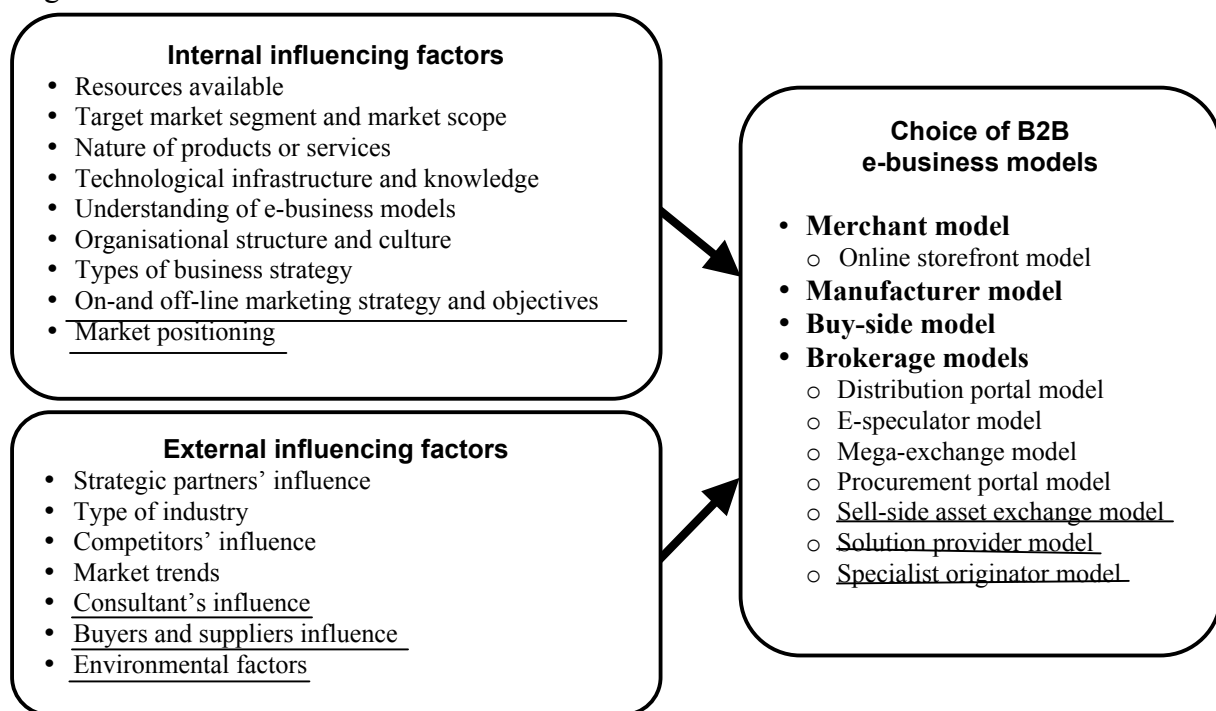 Internal influencing factors
• Resources available
• Target market segment and market scope
• Nature of products or services
• Technological infrastructure and knowledge
• Understanding of e-business models
• Organisational structure and culture
• Types of business strategy
• On-and off-line marketing strategy and objectives
• Market positioning
External influencing factors
• Strategic partners’ influence
• Type of industry
• Competitors’ influence
• Market trends
• Consultant’s influence
• Buyers and suppliers influence
• Environmental factors
Choice of B2B
e-business models
• Merchant model
o Online storefront model
• Manufacturer model
• Buy-side model
• Brokerage models
o Distribution portal model
o E-speculator model
o Mega-exchange model
o Procurement portal model
o Sell-side asset exchange model
o Solution provider model
o Specialist originator model